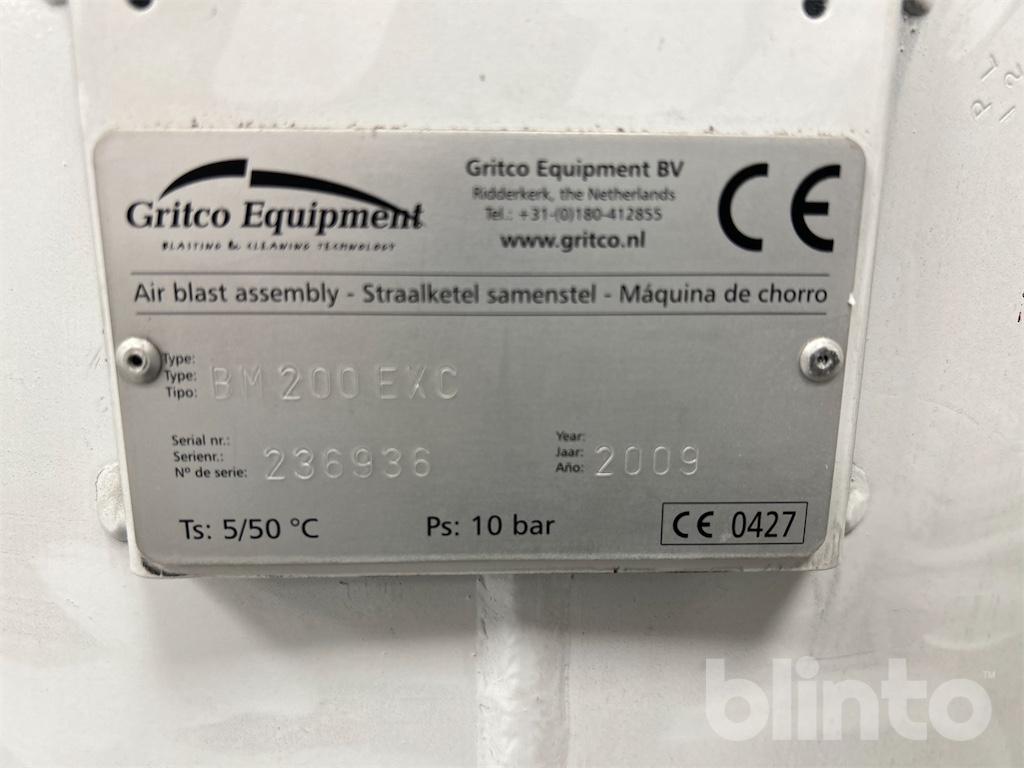 Gritco Equipment
BLASTING & CLEANING TECHNOLOGY
Gritco Equipment BV
Ridderkerk, the Netherlands
Tel.: +31-(0)180-412855
www.gritco.nl
CE
Air blast assembly - Straalketel samenstel - Máquina de chorro
Type:
Type:
Tipo:
BM 200 EXC
Serial nr.:
Serienr.:
Nº de serie:
236936
Year:
Jaar:
Año:
2009
Ts: 5/50 °C
Ps: 10 bar
CE 0427
blinto™